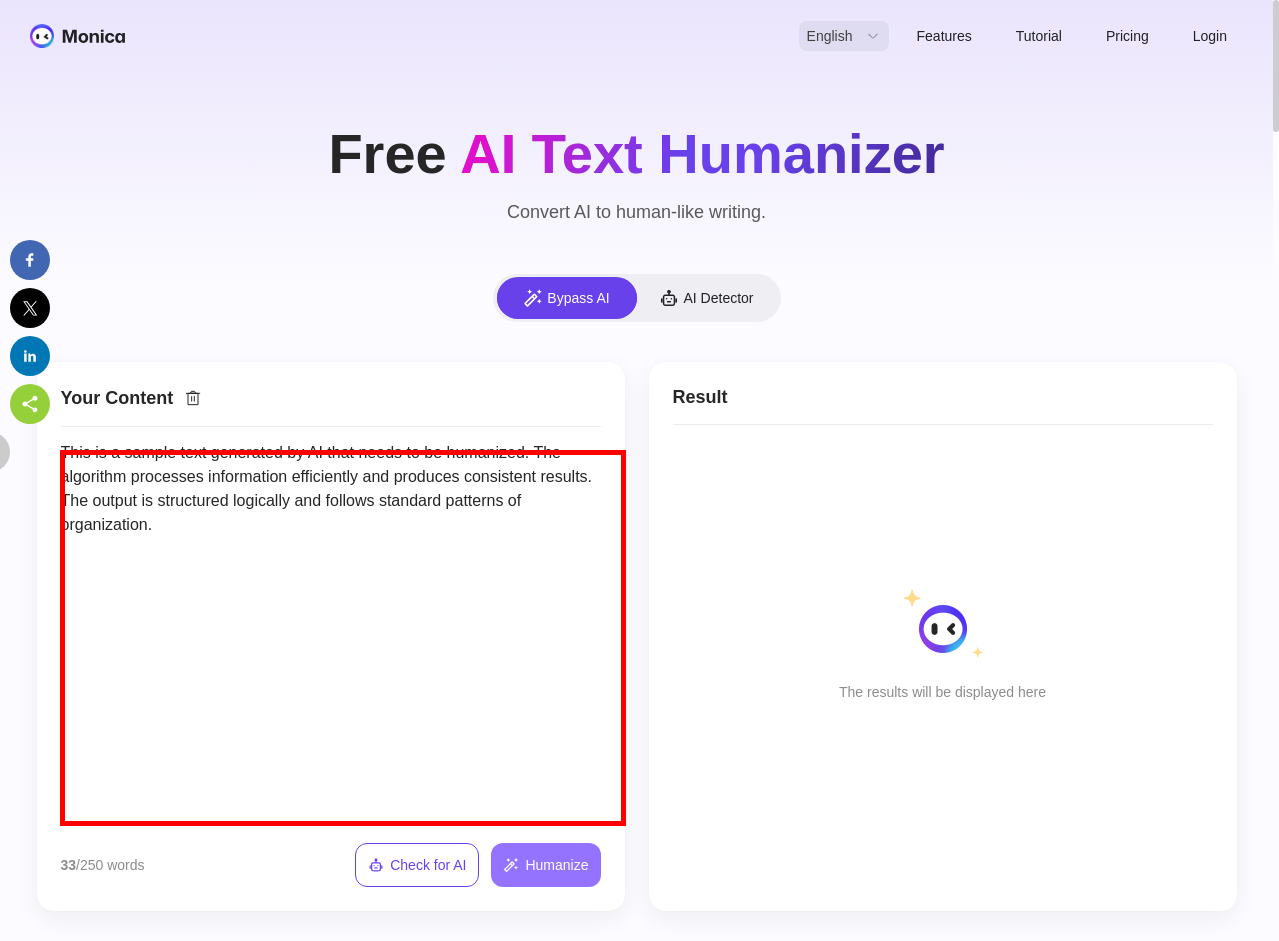 Monica
English
Features
Tutorial
Pricing
Login
Free AI Text Humanizer
Convert AI to human-like writing.
Bypass AI
AI Detector
Your Content
This is a sample text generated by AI that needs to be humanized. The
algorithm processes information efficiently and produces consistent results.
The output is structured logically and follows standard patterns of
organization.
33/250 words
Check for AI
Humanize
Result
The results will be displayed here